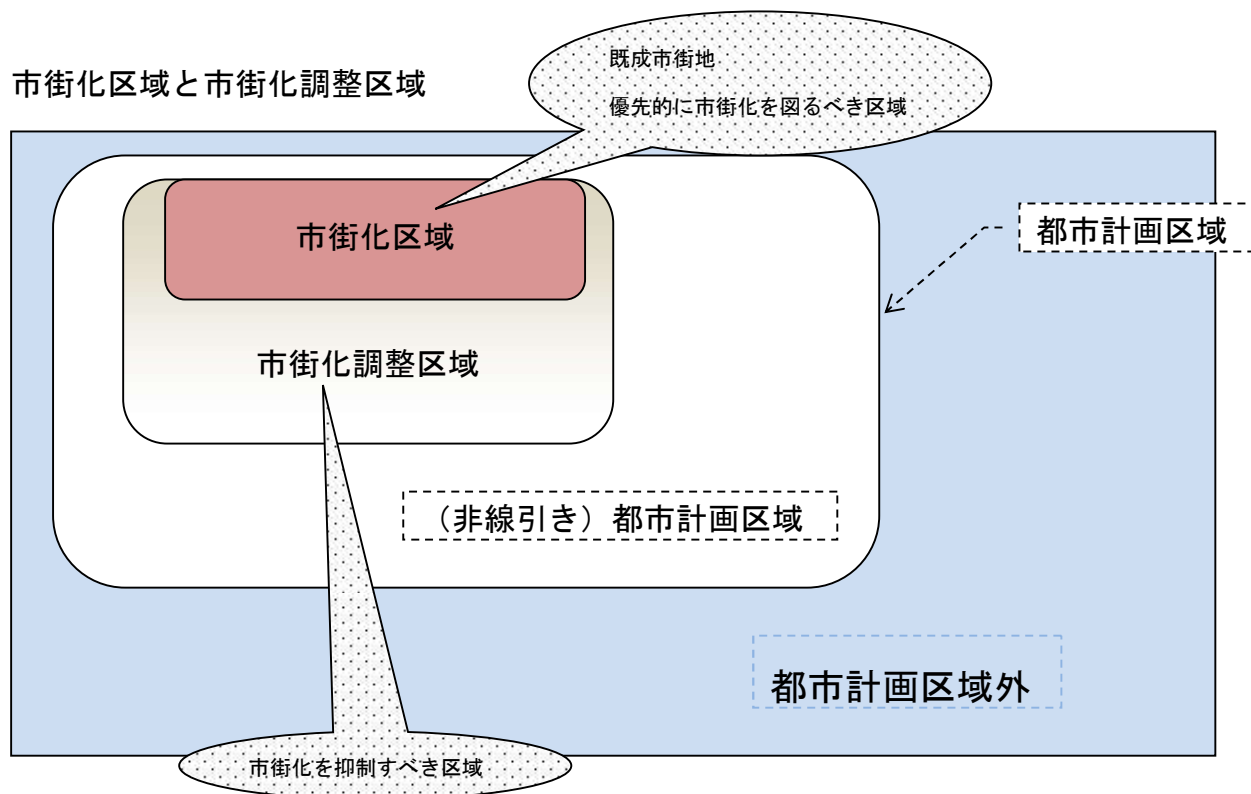 既成市街地
優先的に市街化を図るべき区域
市街化区域と市街化調整区域
市街化区域
都市計画区域
市街化調整区域
（非線引き）都市計画区域
都市計画区域外
市街化を抑制すべき区域